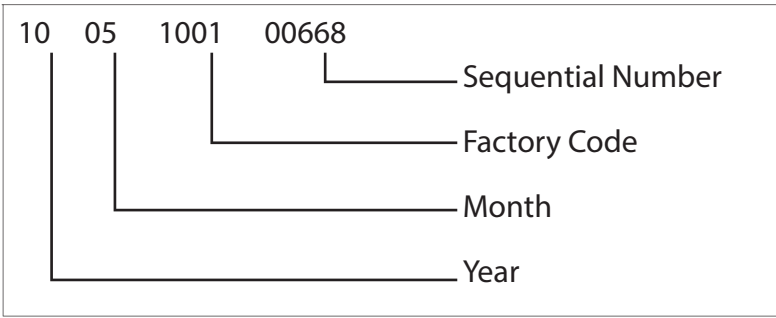 10 05 1001 00668
Sequential Number
Factory Code
Month
Year